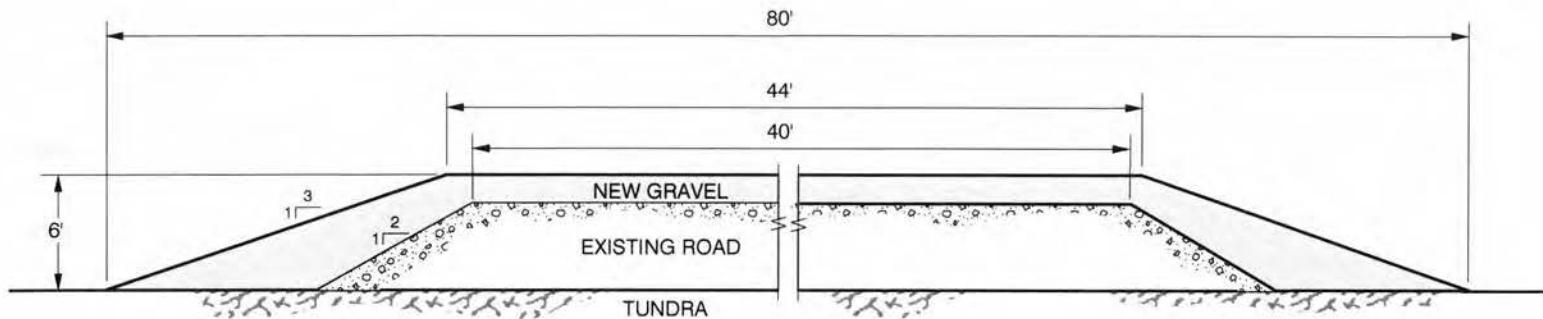 80'
44'
40'
NEW GRAVEL
3
1
6'
2
1
EXISTING ROAD
TUNDRA